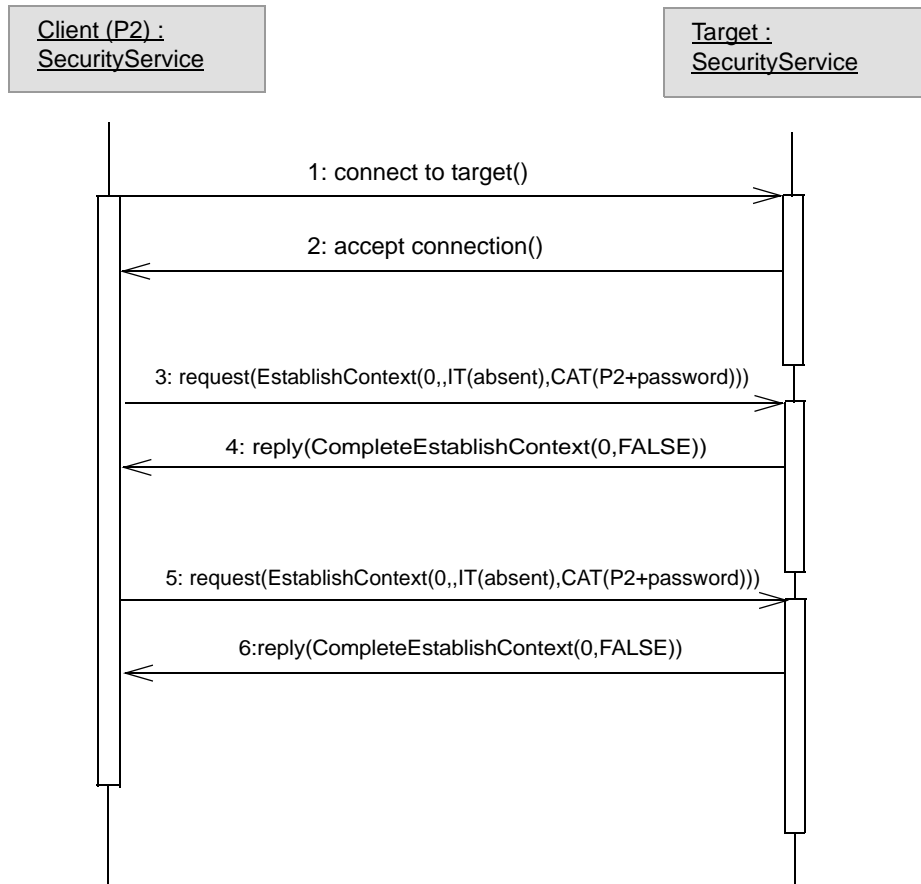 Client (P2) :
SecurityService
Target :
SecurityService
1: connect to target()
2: accept connection()
3: request(EstablishContext(0,,IT(absent),CAT(P2+password)))
4: reply(CompleteEstablishContext(0,FALSE))
5: request(EstablishContext(0,,IT(absent),CAT(P2+password)))
6:reply(CompleteEstablishContext(0,FALSE))